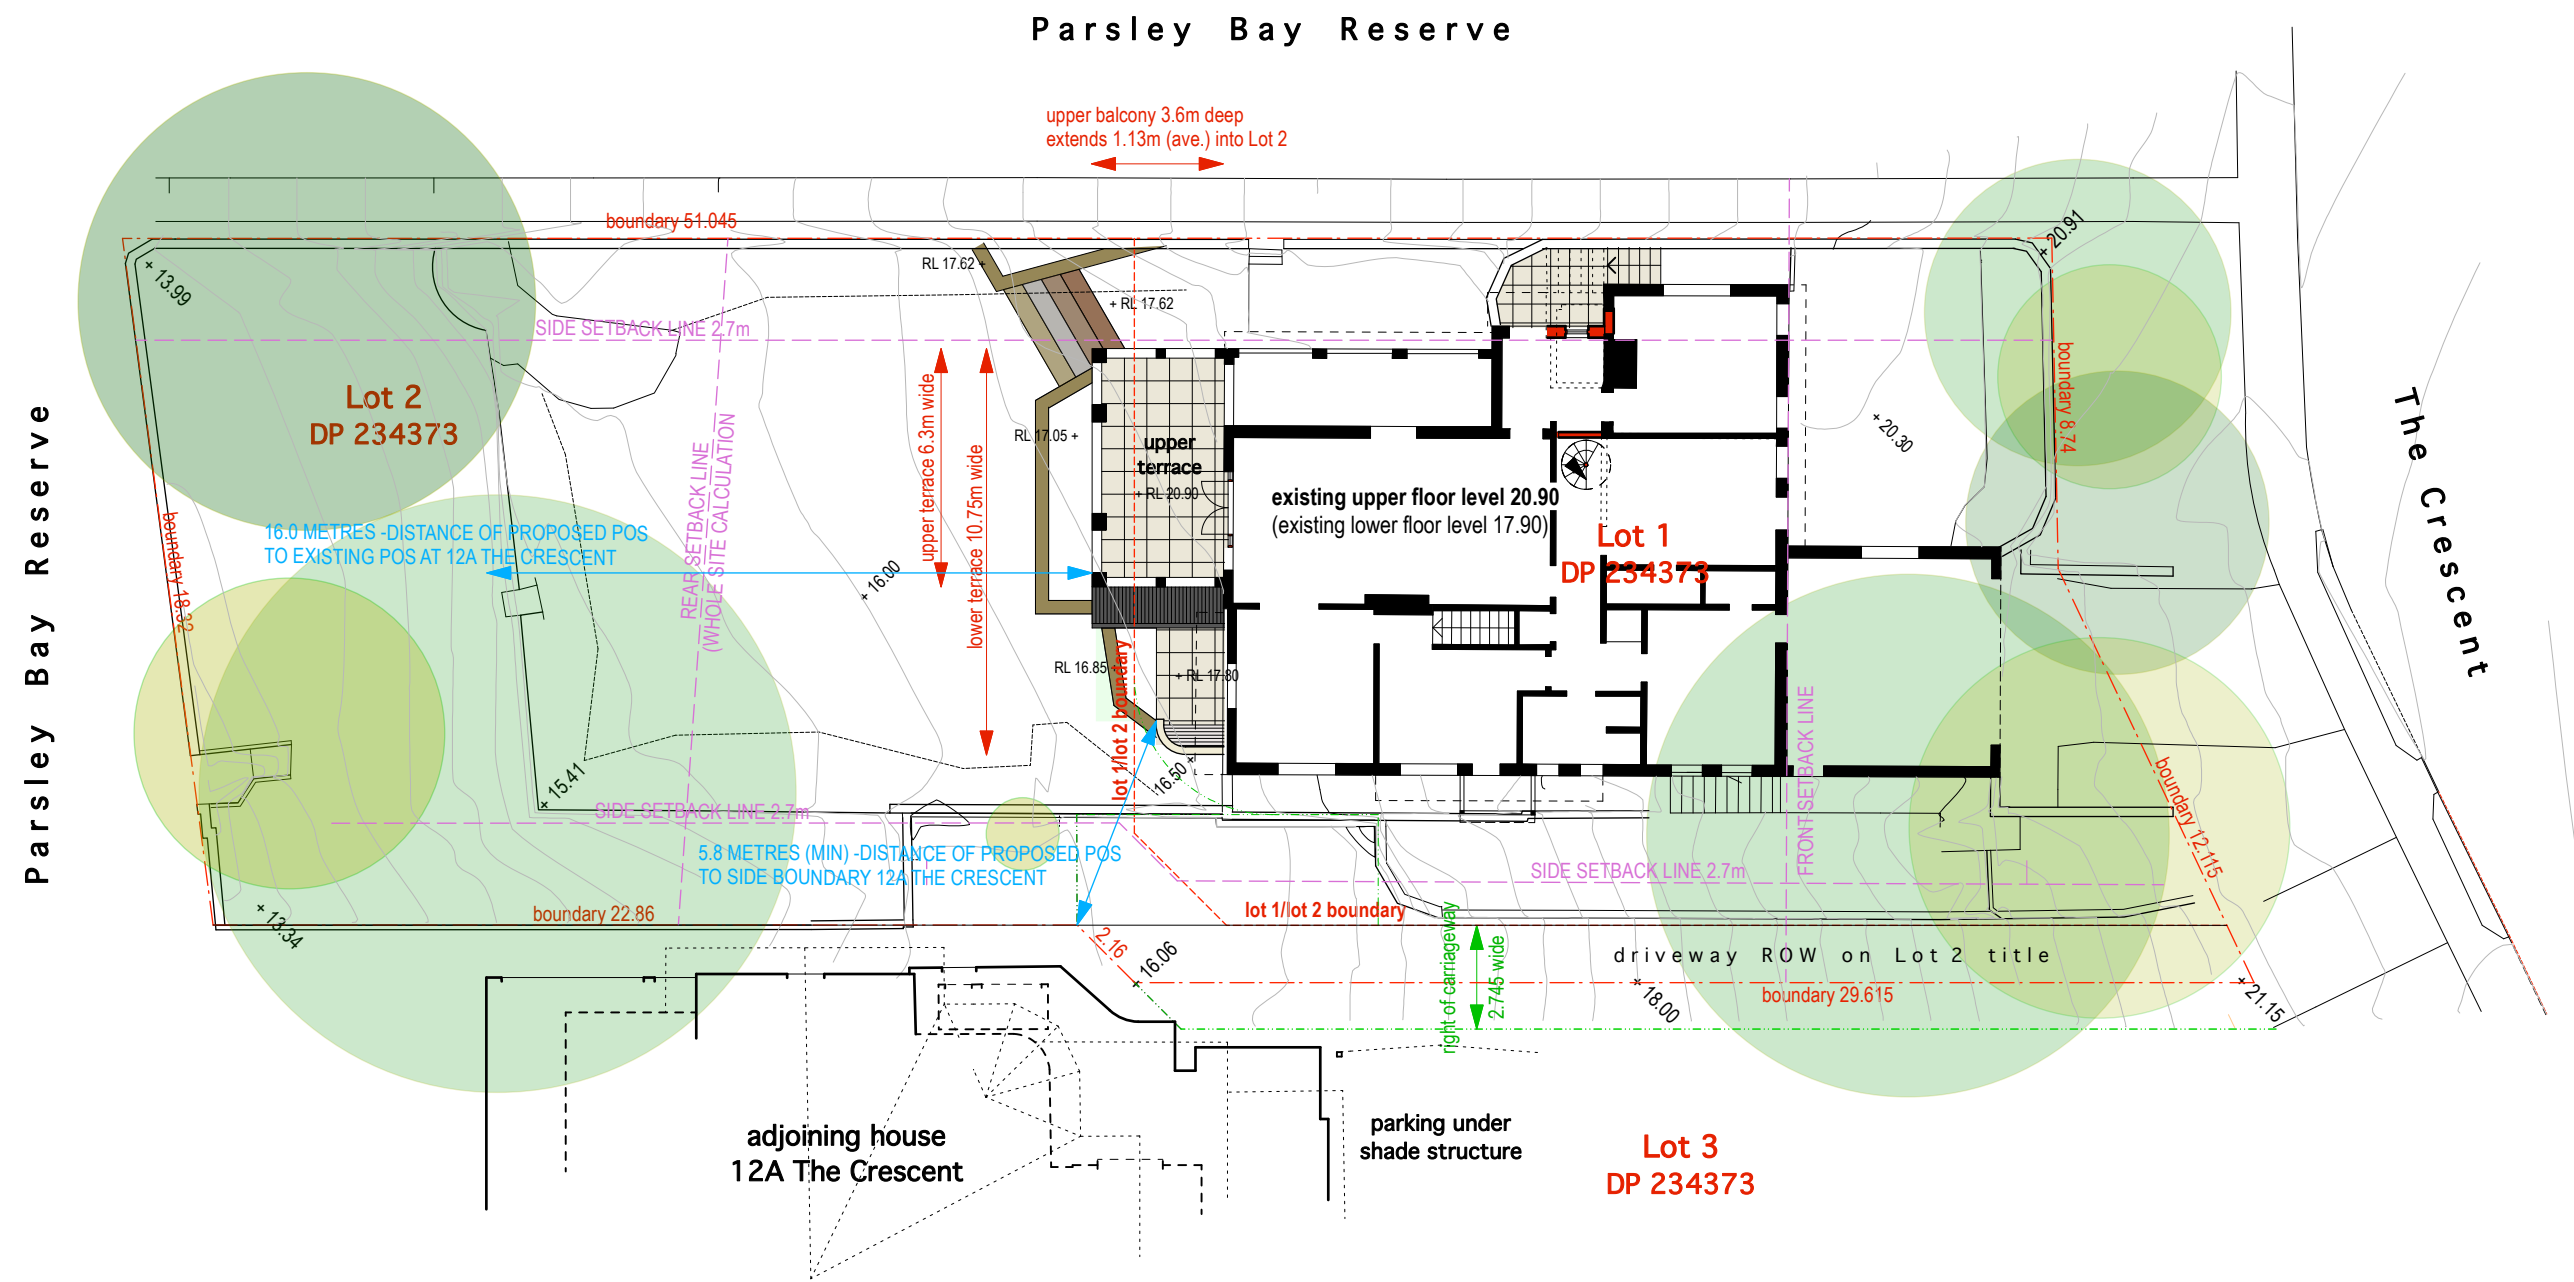 Parsley Bay Reserve
upper balcony 3.6m deep
extends 1.13m (ave.) into Lot 2
boundary 51.045
20.91
13.99
RL 17.62 +
+ RL 17.62
SIDE SETBACK LINE 2.7m
Lot 2
DP 234373
Parsley Bay Reserve
The Crescent
boundary 8.74
20.30
REAR SETBACK LINE
(WHOLE SITE CALCULATION
upper terrace 6.3m wide
lower terrace 10.75m wide
RL 17.05 +
upper
terrace
+ RL 20.90
existing upper floor level 20.90
(existing lower floor level 17.90)
Lot 1
DP 234373
boundary 18.32
16.0 METRES -DISTANCE OF PROPOSED POS
TO EXISTING POS AT 12A THE CRESCENT
16.00
RL 16.85 +
+ RL 17.80
lot 1/lot 2 boundary
16.50
15.41
SIDE SETBACK LINE 2.7m
FRONT SETBACK LINE
boundary 12.115
5.8 METRES (MIN) -DISTANCE OF PROPOSED POS
TO SIDE BOUNDARY 12A THE CRESCENT
SIDE SETBACK LINE 2.7m
13.34
boundary 22.86
lot 1/lot 2 boundary
2.16
16.06
right of carriageway
2.745 wide
driveway ROW on Lot 2 title
boundary 29.615
18.00
21.15
adjoining house
12A The Crescent
parking under
shade structure
Lot 3
DP 234373